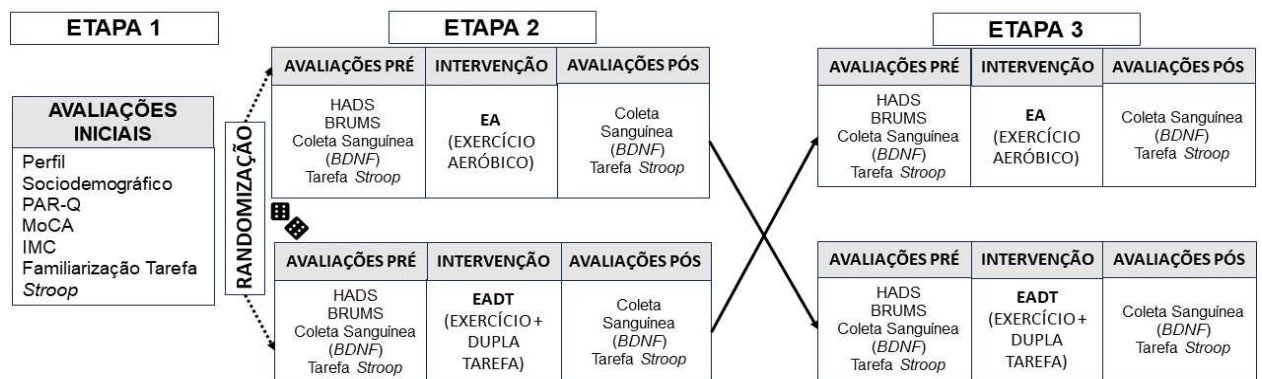 ETAPA 1
AVALIAÇÕES
INICIAIS
Perfil
Sociodemográfico
PAR-Q
MoCA
IMC
Familiarização Tarefa
Stroop
RANDOMIZAÇÃO
ETAPA 2
AVALIAÇÕES PRÉ
HADS
BRUMS
Coleta Sanguínea
(BDNF)
Tarefa Stroop
INTERVENÇÃO
EA
(EXERCÍCIO
AERÓBICO)
AVALIAÇÕES PÓS
Coleta
Sanguínea
(BDNF)
Tarefa Stroop
AVALIAÇÕES PRÉ
HADS
BRUMS
Coleta Sanguínea
(BDNF)
Tarefa Stroop
INTERVENÇÃO
EADT
(EXERCÍCIO +
DUPLA
TAREFA)
AVALIAÇÕES PÓS
Coleta
Sanguínea
(BDNF)
Tarefa Stroop
ETAPA 3
AVALIAÇÕES PRÉ
HADS
BRUMS
Coleta Sanguínea
(BDNF)
Tarefa Stroop
INTERVENÇÃO
EA
(EXERCÍCIO
AERÓBICO)
AVALIAÇÕES PÓS
Coleta Sanguínea
(BDNF)
Tarefa Stroop
AVALIAÇÕES PRÉ
HADS
BRUMS
Coleta Sanguínea
(BDNF)
Tarefa Stroop
INTERVENÇÃO
EADT
(EXERCÍCIO +
DUPLA
TAREFA)
AVALIAÇÕES PÓS
Coleta Sanguínea
(BDNF)
Tarefa Stroop